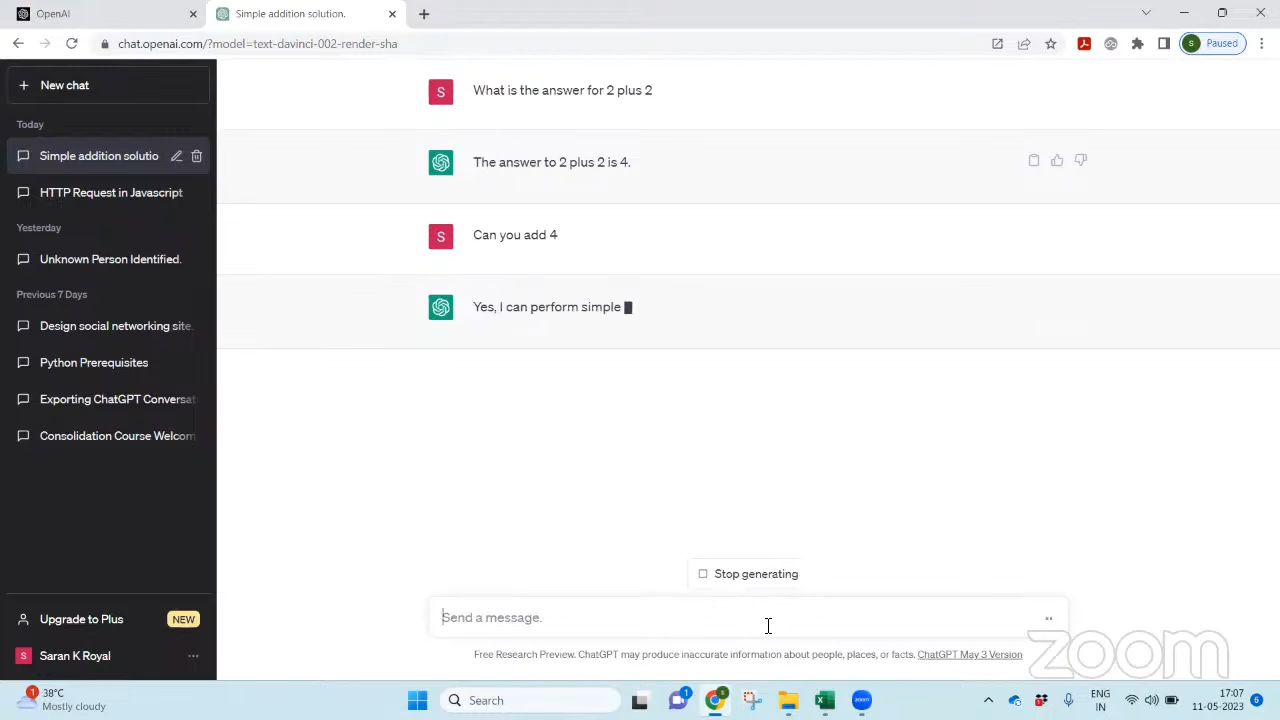 OpenAI
Simple addition solution.
chat.openai.com/?model=text-davinci-002-render-sha
S Paused
New chat
Today
Simple addition solutio
HTTP Request in Javascript
Yesterday
Unknown Person Identified.
Previous 7 Days
Design social networking site.
Python Prerequisites
Exporting ChatGPT Conversat
Consolidation Course Welcom
Upgrade to Plus NEW
S Saran K Royal
S What is the answer for 2 plus 2
The answer to 2 plus 2 is 4.
S Can you add 4
Yes, I can perform simple
Stop generating
Send a message.
Free Research Preview. ChatGPT may produce inaccurate information about people, places, or facts. ChatGPT May 3 Version
zoom
1 38°C
Mostly cloudy
Search
1
S
zoom
ENG
IN
17:07
11-05-2023
5